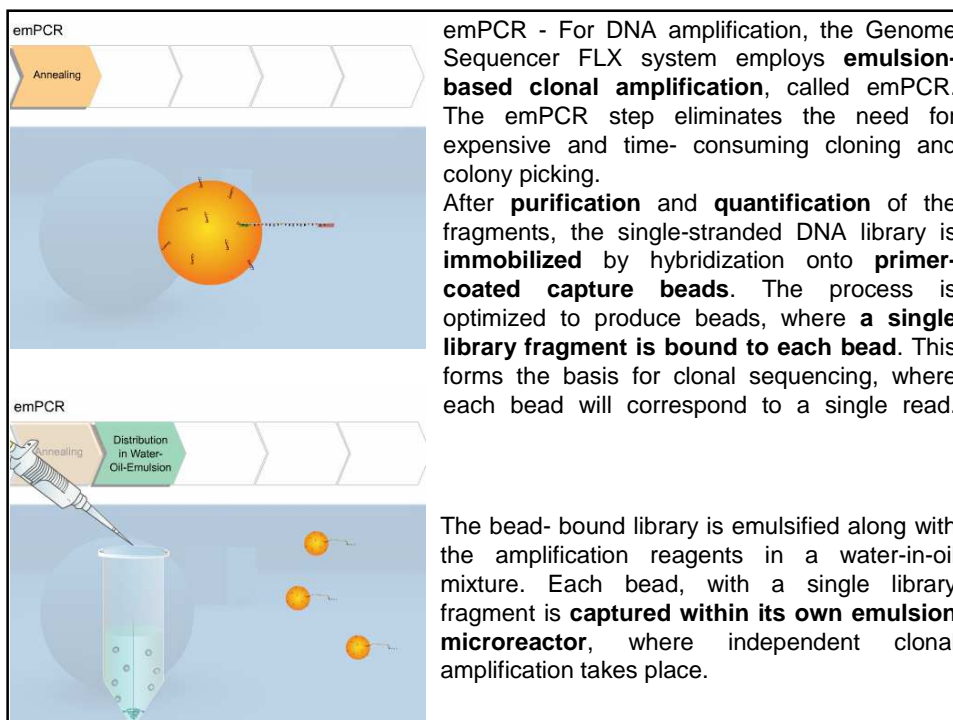 emPCR
Annealing
emPCR - For DNA amplification, the Genome
Sequencer FLX system employs emulsion-
based clonal amplification, called emPCR.
The emPCR step eliminates the need for
expensive and time- consuming cloning and
colony picking.
After purification and quantification of the
fragments, the single-stranded DNA library is
immobilized by hybridization onto primer-
coated capture beads. The process is
optimized to produce beads, where a single
library fragment is bound to each bead. This
forms the basis for clonal sequencing, where
each bead will correspond to a single read.
emPCR
Annealing
Distribution
in Water-
Oil-Emulsion
The bead- bound library is emulsified along with
the amplification reagents in a water-in-oil
mixture. Each bead, with a single library
fragment is captured within its own emulsion
microreactor, where independent clonal
amplification takes place.